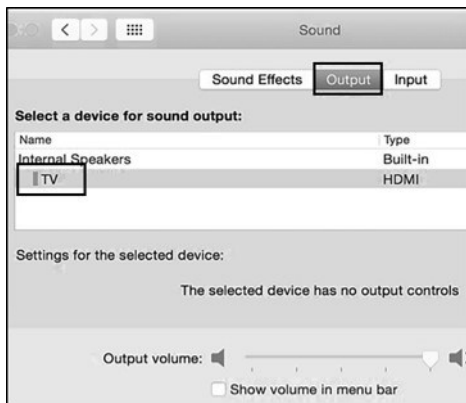 Sound
Sound Effects Output Input
Select a device for sound output:
Name Type
Internal Speakers Built-in
TV HDMI
Settings for the selected device:
The selected device has no output controls
Output volume:
Show volume in menu bar